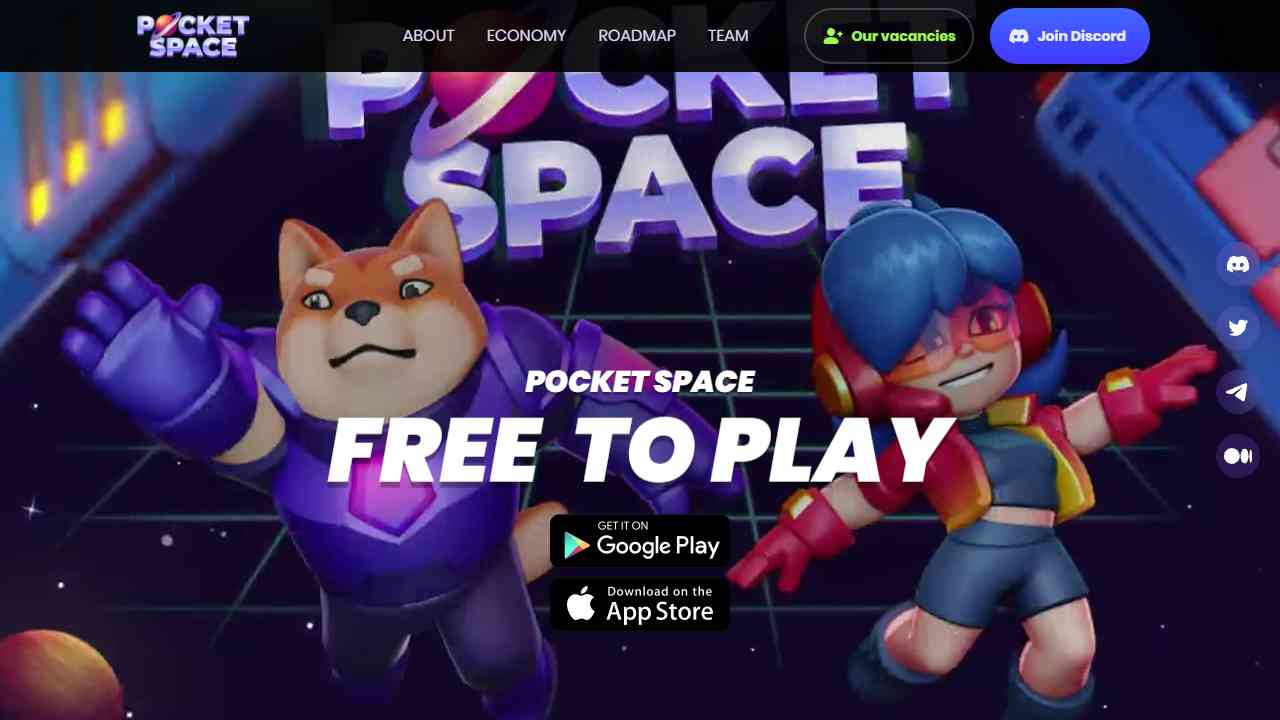 POCKET
SPACE
ABOUT
ECONOMY
ROADMAP
TEAM
Our vacancies
Join Discord
POCKET
SPACE
POCKET SPACE
FREE TO PLAY
GET IT ON
Google Play
Download on the
App Store